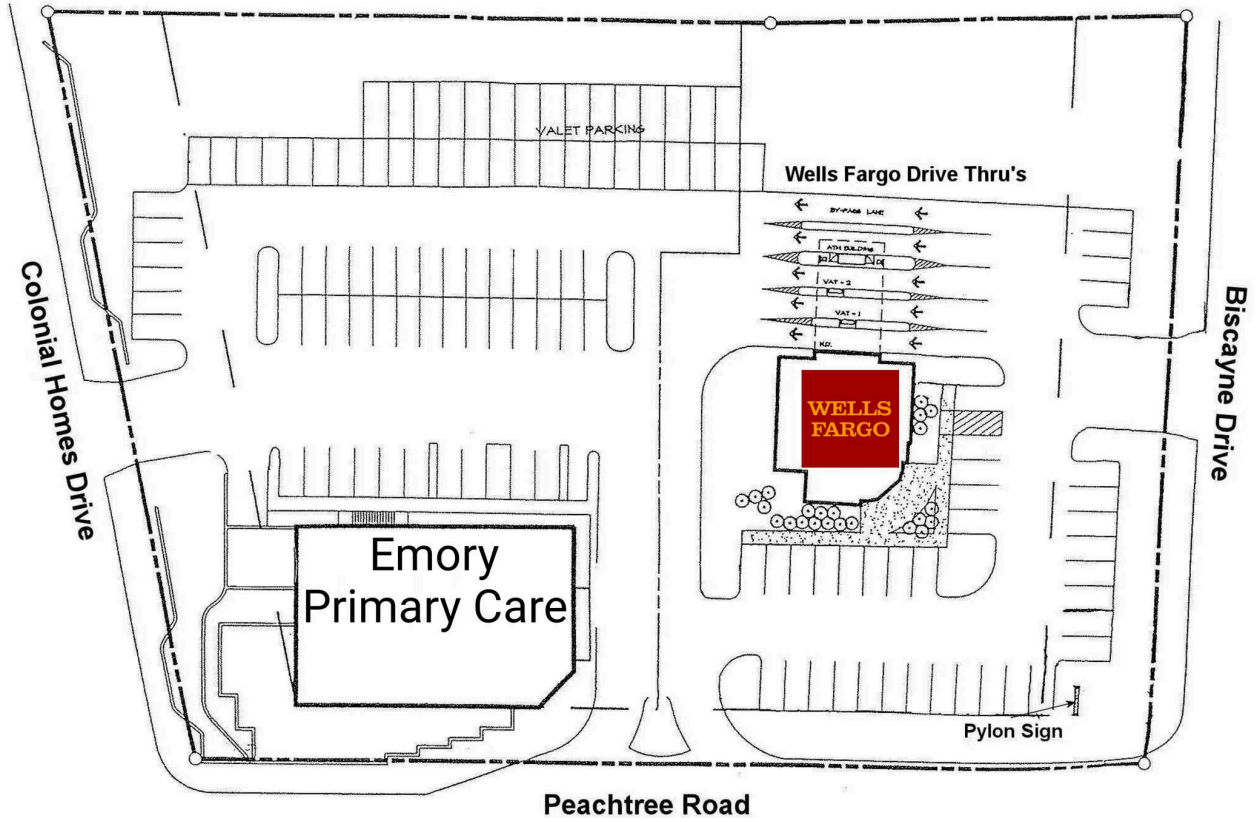 VALET PARKING
Wells Fargo Drive Thru's
BY-PASS LANE
ATM BUILDING
VAT - 2
VAT - 1
N.D.
WELLS
FARGO
Colonial Homes Drive
Biscayne Drive
Emory
Primary Care
Pylon Sign
Peachtree Road